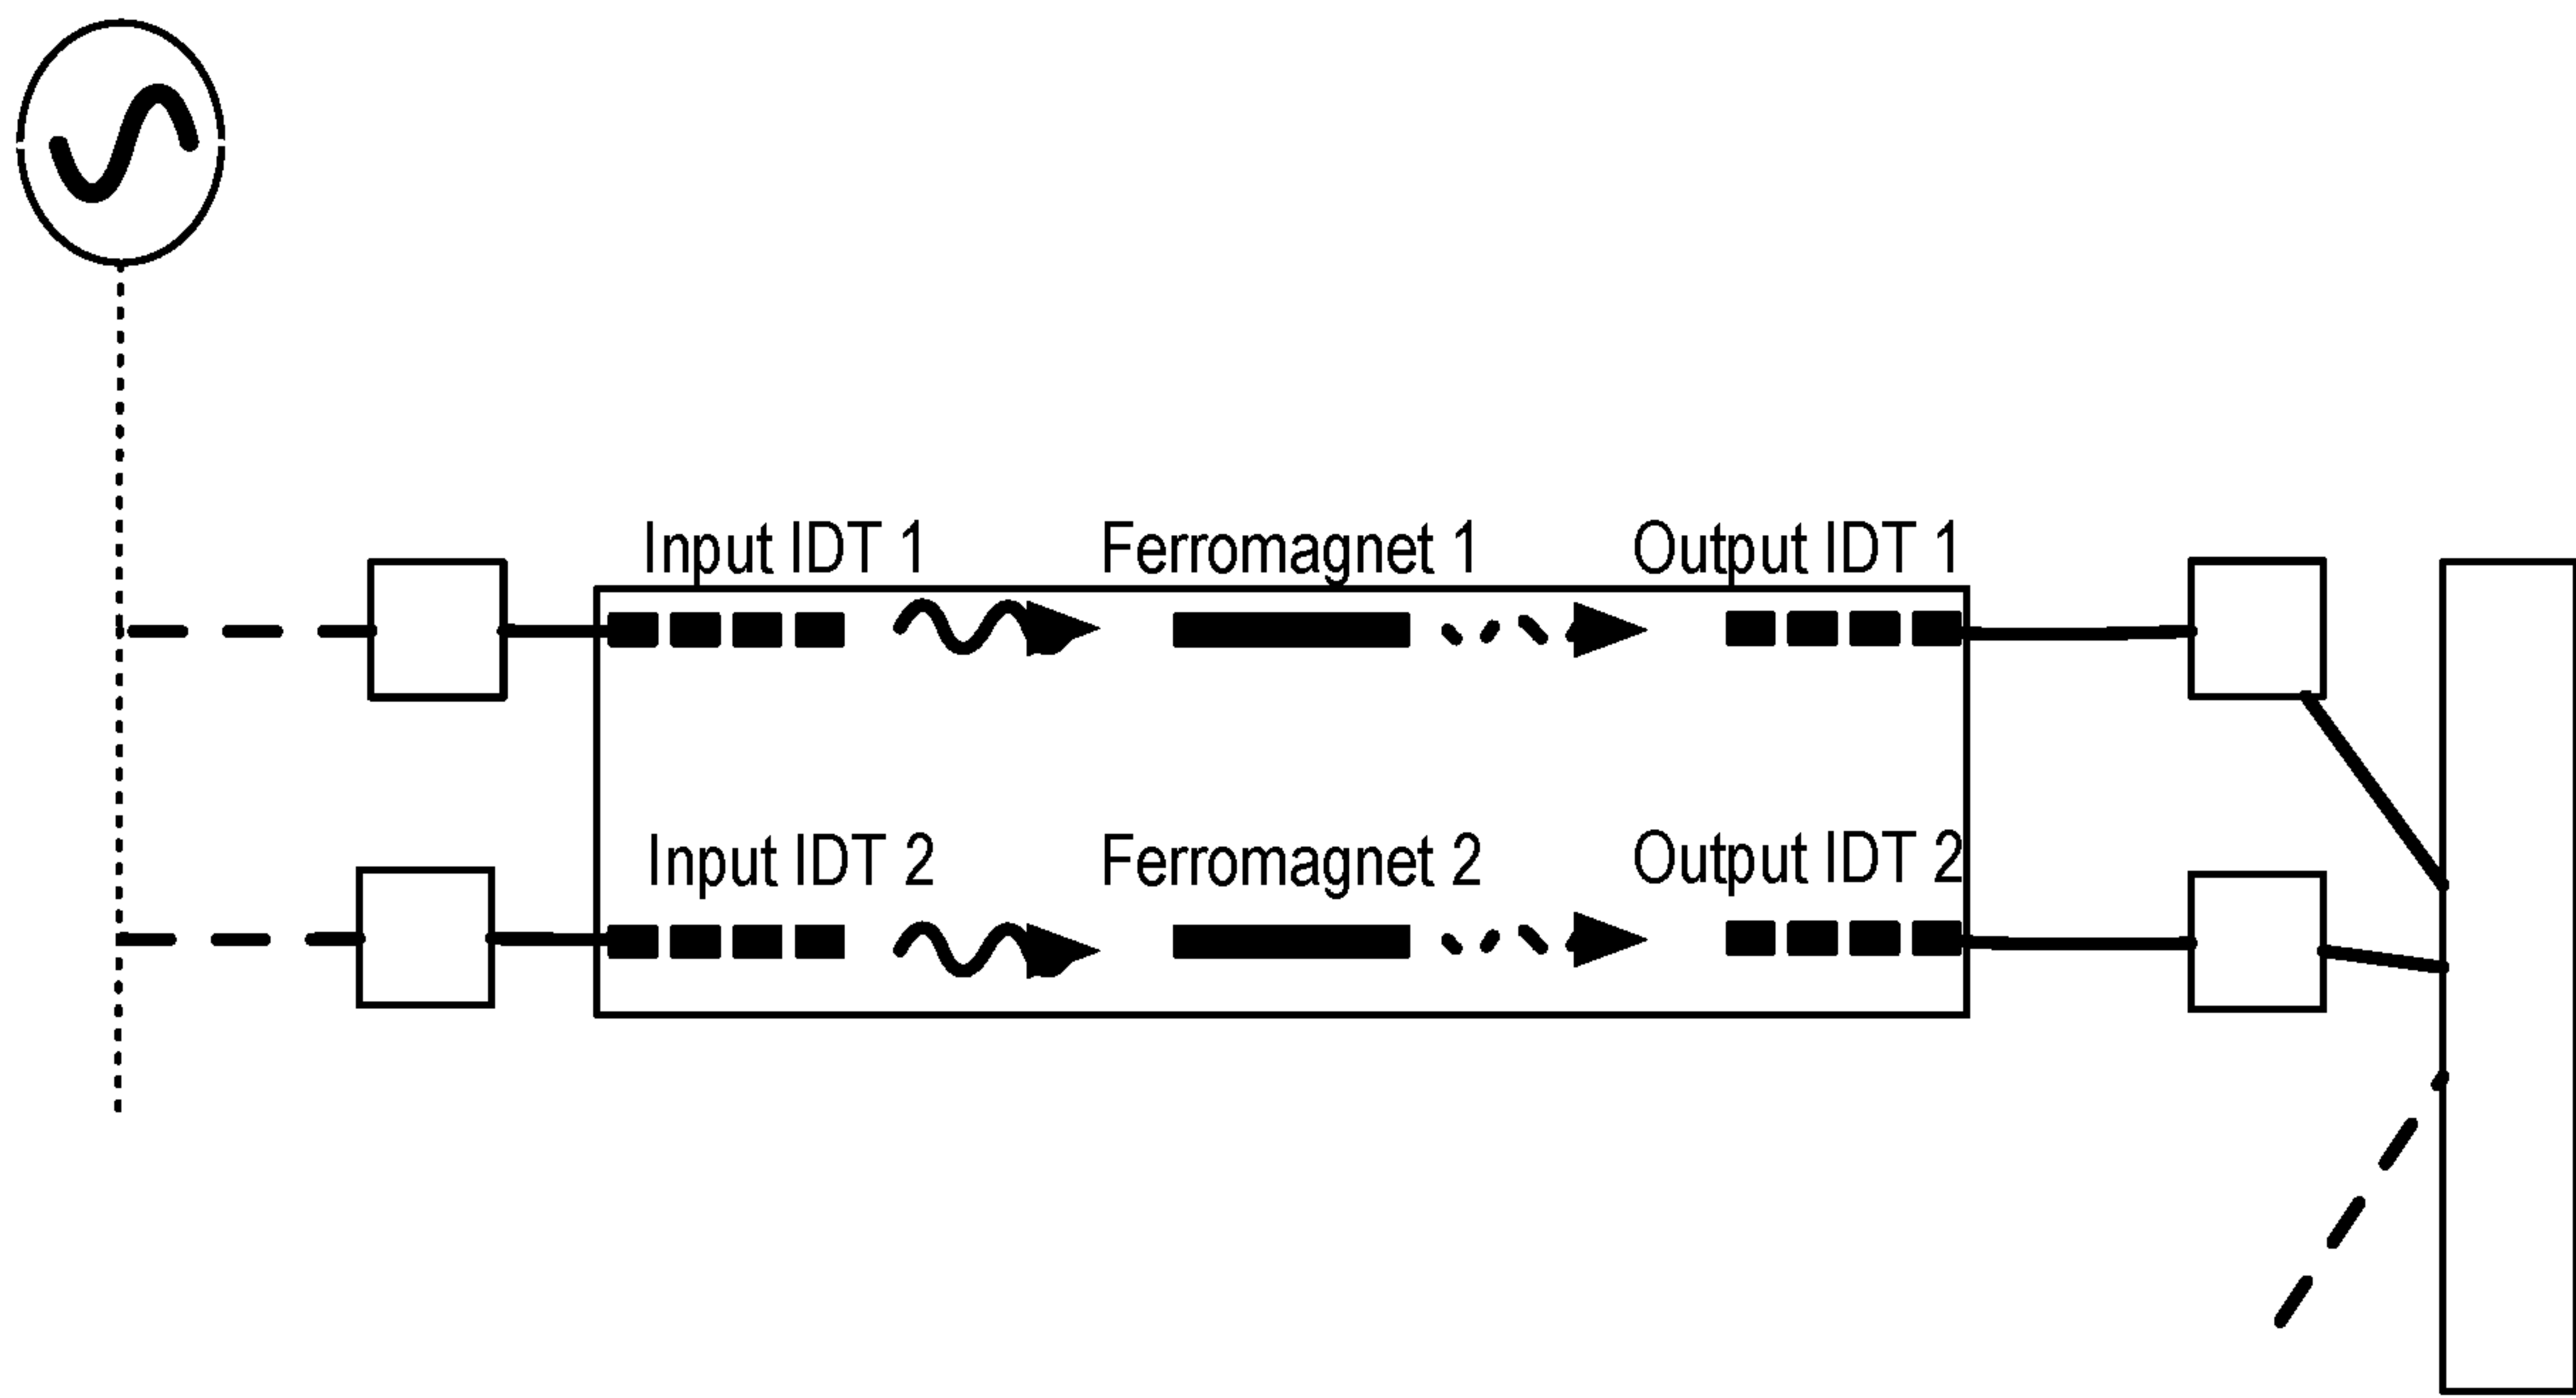 Input IDT 1
Ferromagnet 1
Output IDT 1
Input IDT 2
Ferromagnet 2
Output IDT 2